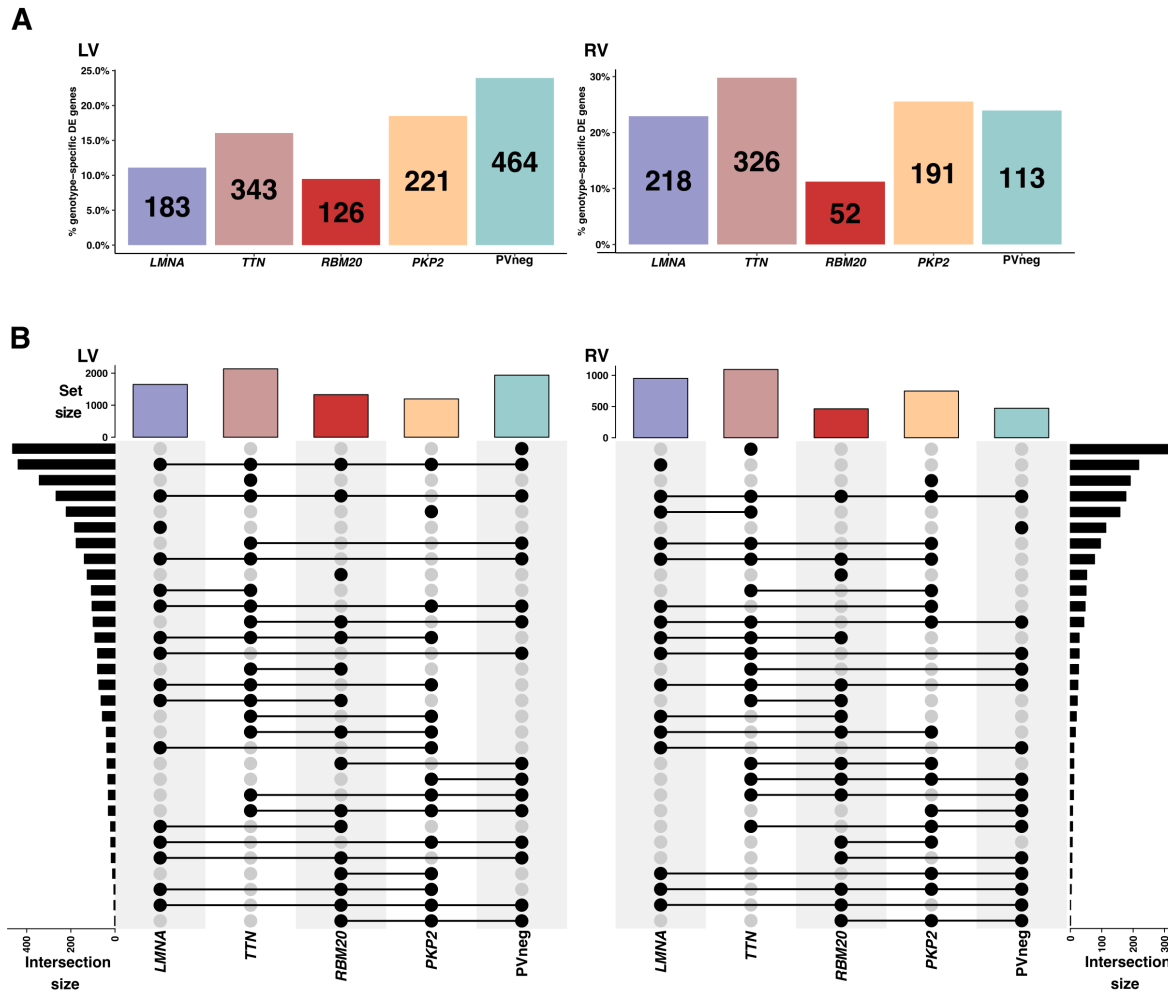 A
LV
% genotype-specific DE genes
25.0%
20.0%
15.0%
10.0%
5.0%
0.0%
183
343
126
221
464
LMNA
TTN
RBM20
PKP2
PVneg
RV
% genotype-specific DE genes
30%
20%
10%
0%
218
326
52
191
113
LMNA
TTN
RBM20
PKP2
PVneg
B
LV
Set
size
2000
1000
0
400
200
0
Intersection
size
LMNA
TTN
RBM20
PKP2
PVneg
RV
1000
500
0
LMNA
TTN
RBM20
PKP2
PVneg
0
100
200
300
Intersection
size